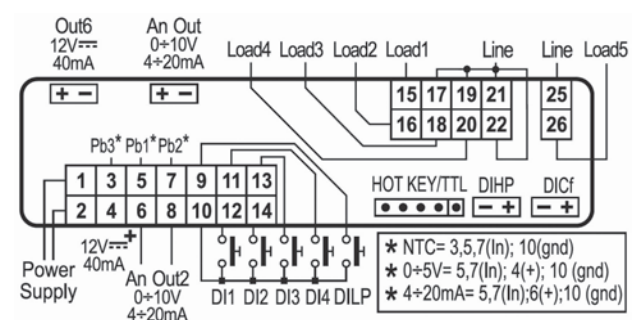 Out6
12V⎓
40mA
An Out
0÷10V
4÷20mA
Load4 Load3 Load2 Load1 Line Line Load5
+ −
+ −
15 17 19 21 25
16 18 20 22 26
Pb3* Pb1* Pb2*
1 3 5 7 9 11 13
2 4 6 8 10 12 14
HOT KEY/TTL DIHP DICf
− +
− +
12V⎓ +
40mA
Power
Supply
An Out2
0÷10V
4÷20mA
DI1 DI2 DI3 DI4 DILP
* NTC= 3,5,7(In); 10(gnd)
* 0÷5V= 5,7(In); 4(+); 10 (gnd)
* 4÷20mA= 5,7(In);6(+);10 (gnd)